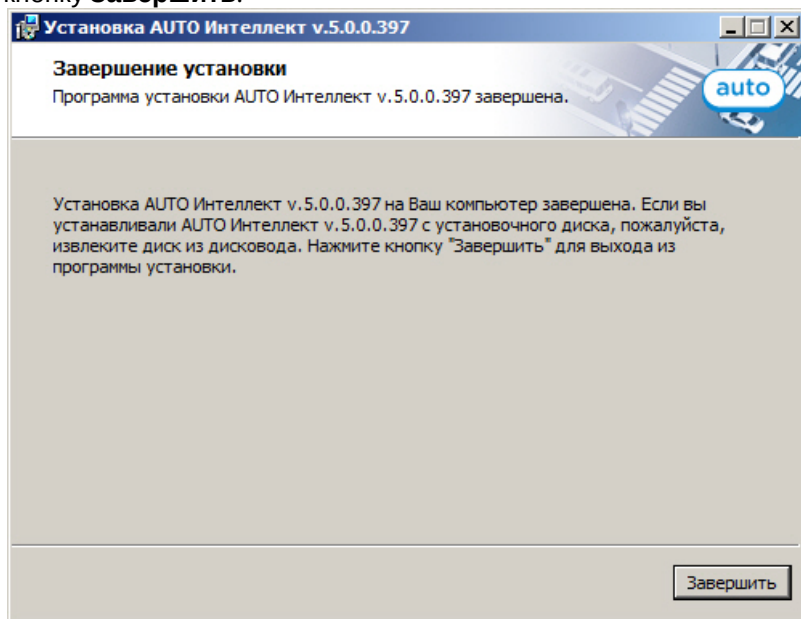 кнопку Завершить.
Установка AUTO Интеллект v.5.0.0.397
Завершение установки
Программа установки AUTO Интеллект v.5.0.0.397 завершена.
auto
Установка AUTO Интеллект v.5.0.0.397 на Ваш компьютер завершена. Если вы
устанавливали AUTO Интеллект v.5.0.0.397 с установочного диска, пожалуйста,
извлеките диск из дисковода. Нажмите кнопку "Завершить" для выхода из
программы установки.
Завершить